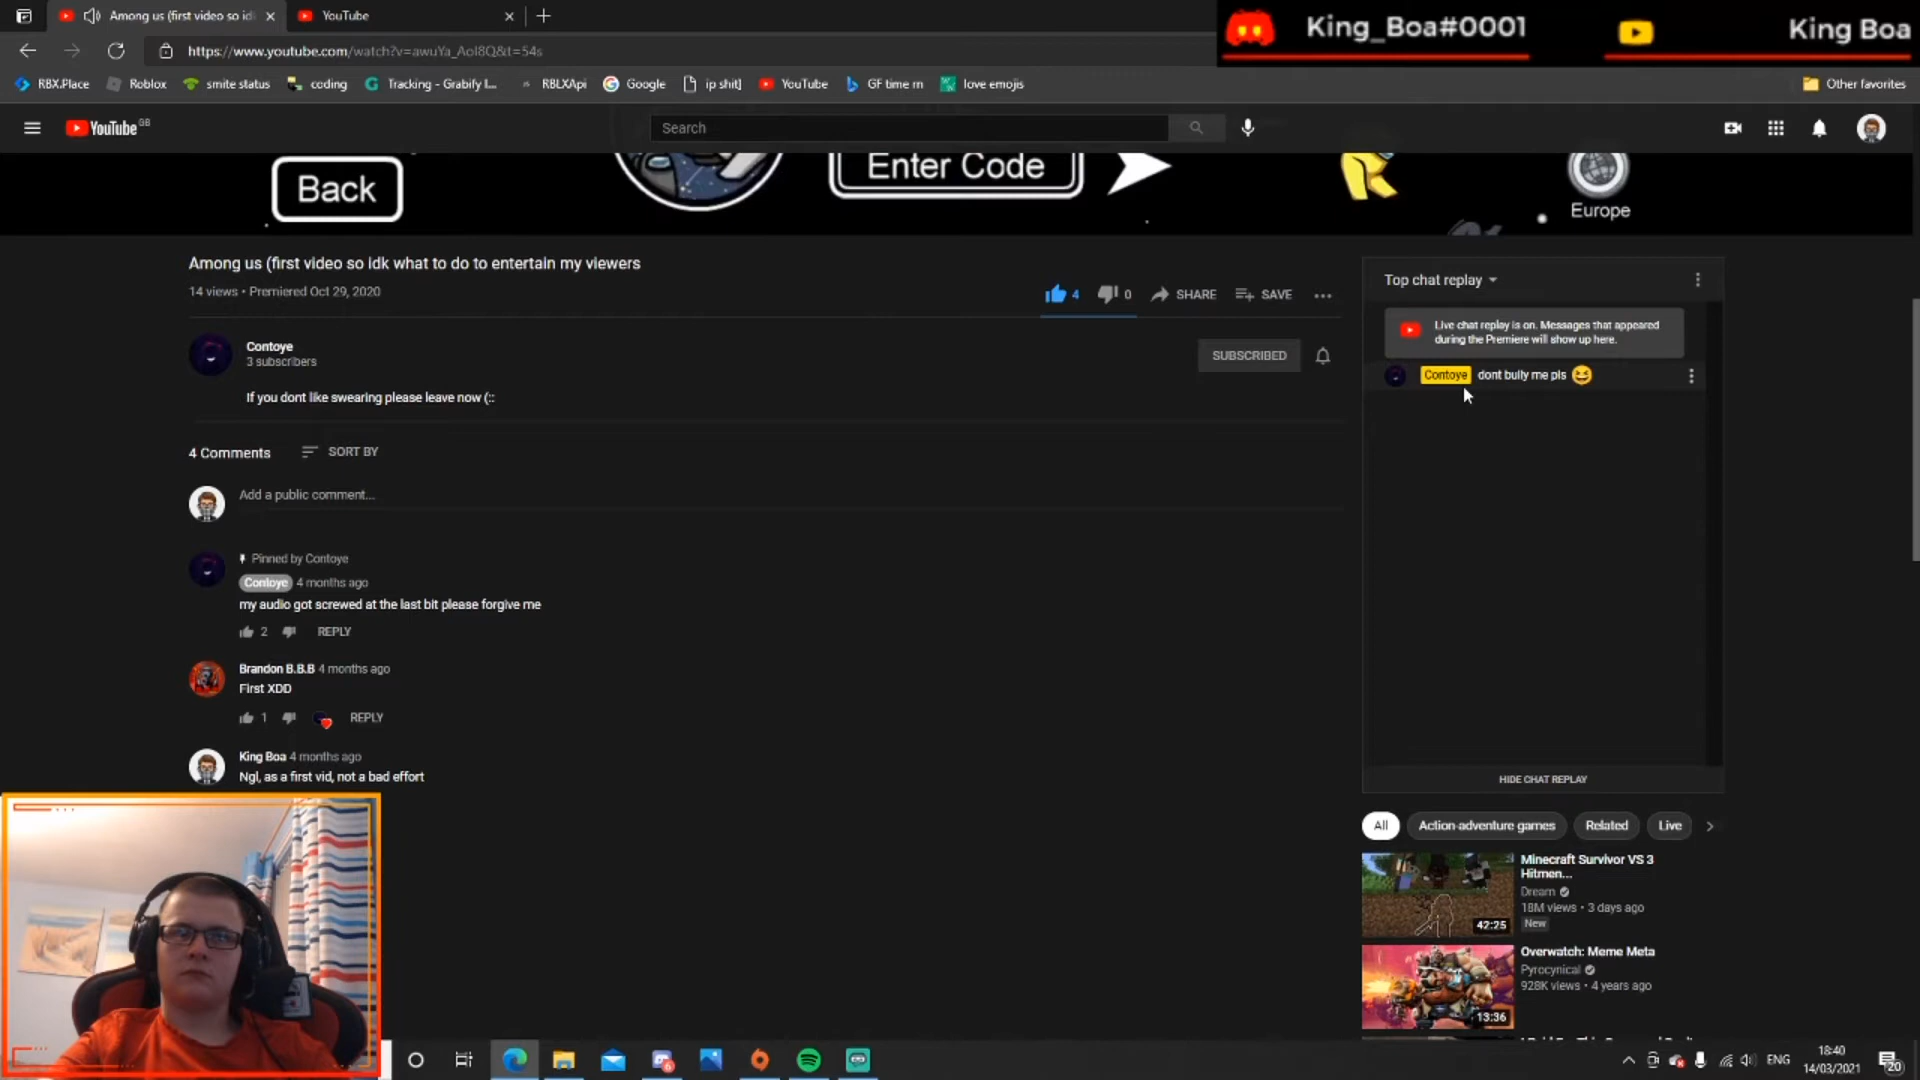 Among us (first video so id
YouTube
https://www.youtube.com/watch?v=awuYa_AoI8Q&t=54s
King_Boa#0001
King Boa
RBX.Place
Roblox
smite status
coding
Tracking - Grabify I...
RBLXApi
Google
ip shit]
YouTube
GF time rn
love emojis
Other favorites
YouTube GB
Search
Back
Enter Code
Europe
Among us (first video so idk what to do to entertain my viewers
14 views • Premiered Oct 29, 2020
4
0
SHARE
SAVE
Contoye
3 subscribers
SUBSCRIBED
If you dont like swearing please leave now (::
4 Comments
SORT BY
Add a public comment...
Pinned by Contoye
Contoye 4 months ago
my audio got screwed at the last bit please forgive me
2
REPLY
Brandon B.B.B 4 months ago
First XDD
1
REPLY
King Boa 4 months ago
Ngl, as a first vid, not a bad effort
Top chat replay
Live chat replay is on. Messages that appeared
during the Premiere will show up here.
Contoye dont bully me pls 😆
HIDE CHAT REPLAY
All
Action-adventure games
Related
Live
Minecraft Survivor VS 3
Hitmen...
Dream
18M views • 3 days ago
New
42:25
Overwatch: Meme Meta
Pyrocynical
928K views • 4 years ago
13:36
ENG
18:40
14/03/2021
20